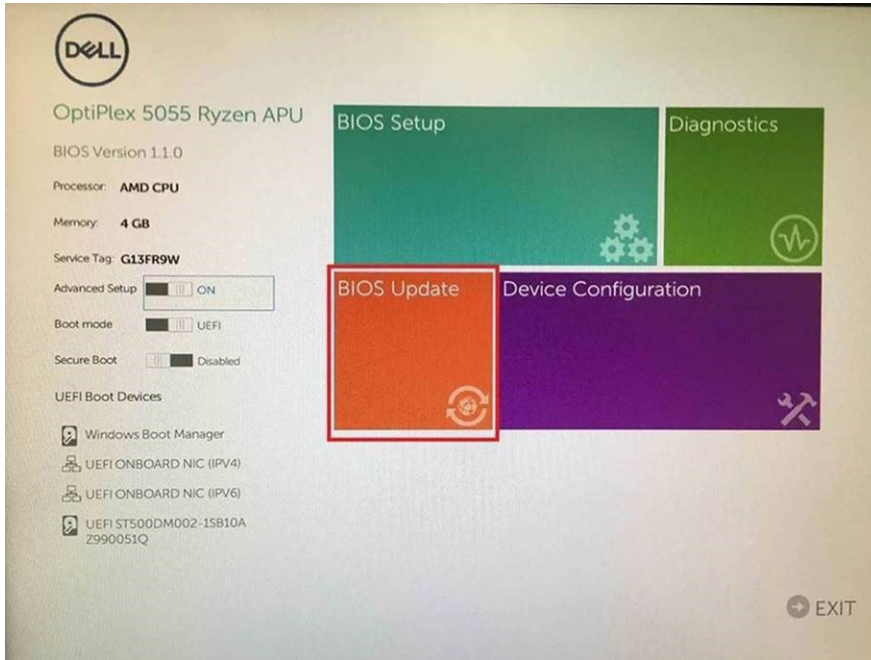 DELL
OptiPlex 5055 Ryzen APU
BIOS Version 1.1.0
Processor: AMD CPU
Memory: 4 GB
Service Tag: G13FR9W
Advanced Setup ON
Boot mode UEFI
Secure Boot Disabled
UEFI Boot Devices
Windows Boot Manager
UEFI ONBOARD NIC (IPV4)
UEFI ONBOARD NIC (IPV6)
UEFI ST500DM002-1SB10A
Z990051Q
BIOS Setup
Diagnostics
BIOS Update
Device Configuration
EXIT